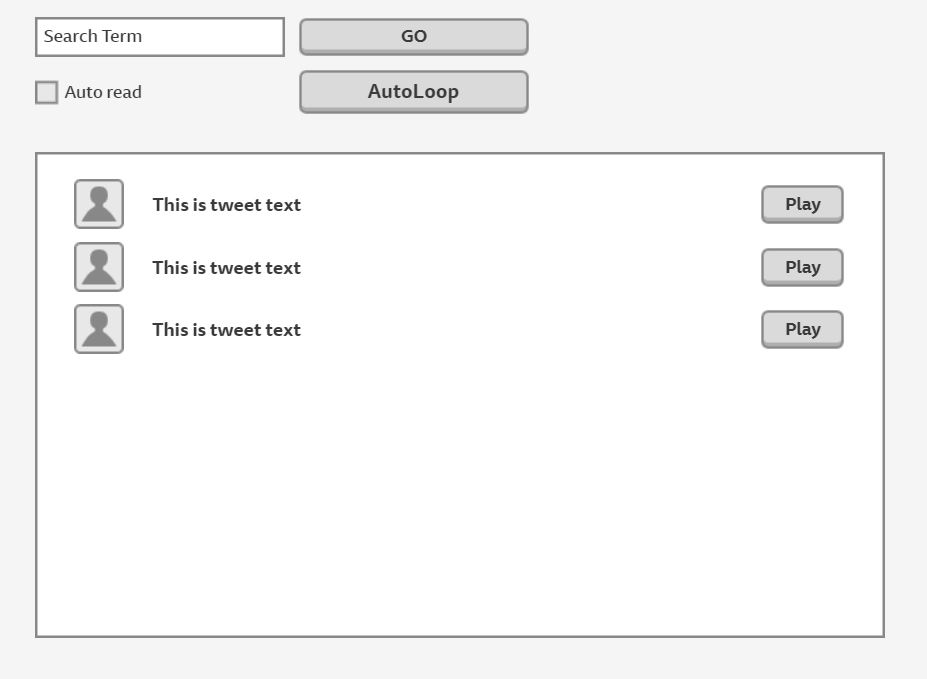 Search Term
GO
Auto read
AutoLoop
This is tweet text
Play
This is tweet text
Play
This is tweet text
Play